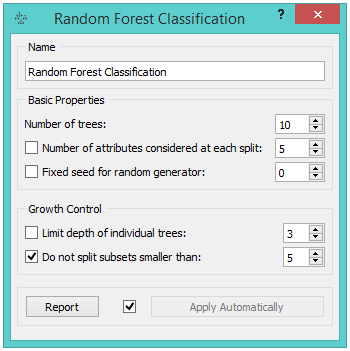 Random Forest Classification ? ×
Name
Random Forest Classification
Basic Properties
Number of trees: 10
Number of attributes considered at each split: 5
Fixed seed for random generator: 0
Growth Control
Limit depth of individual trees: 3
Do not split subsets smaller than: 5
Report Apply Automatically